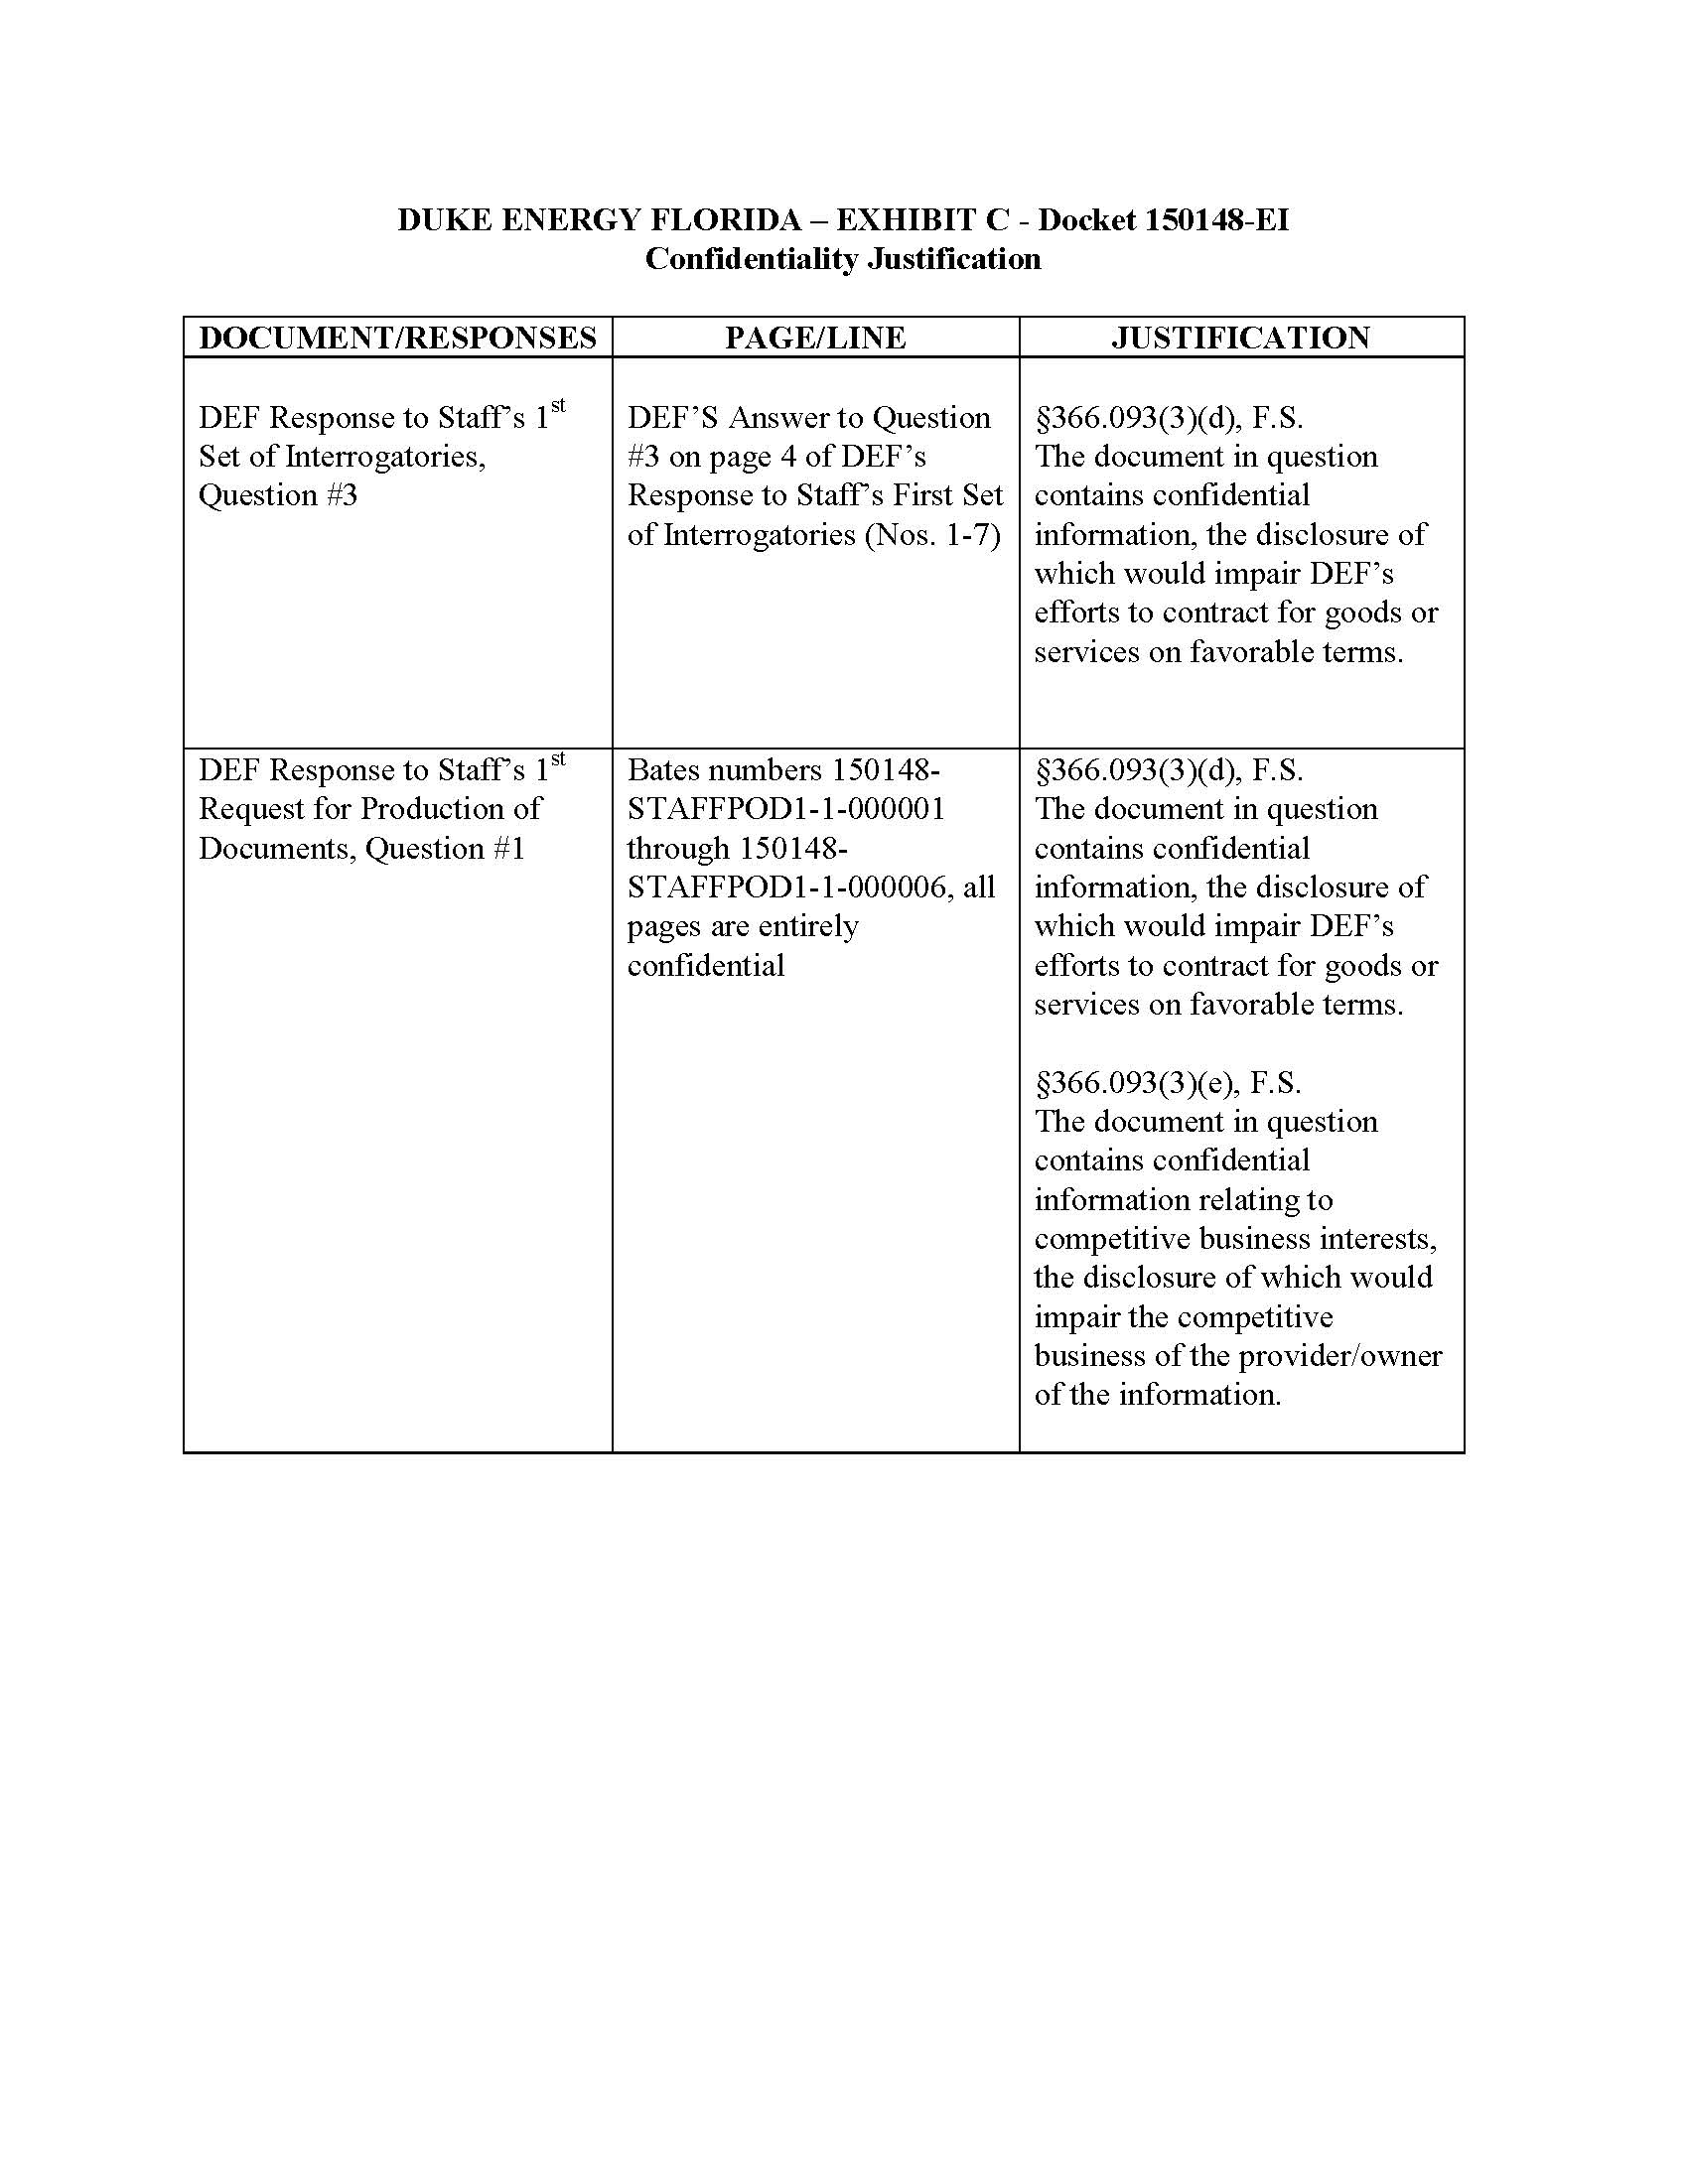 DUKE ENERGY FLORIDA – EXHIBIT C - Docket 150148-EI
Confidentiality Justification
DOCUMENT/RESPONSES
PAGE/LINE
JUSTIFICATION
DEF Response to Staff’s 1st
Set of Interrogatories,
Question #3
DEF’S Answer to Question
#3 on page 4 of DEF’s
Response to Staff’s First Set
of Interrogatories (Nos. 1-7)
§366.093(3)(d), F.S.
The document in question
contains confidential
information, the disclosure of
which would impair DEF’s
efforts to contract for goods or
services on favorable terms.
DEF Response to Staff’s 1st
Request for Production of
Documents, Question #1
Bates numbers 150148-
STAFFPOD1-1-000001
through 150148-
STAFFPOD1-1-000006, all
pages are entirely
confidential
§366.093(3)(d), F.S.
The document in question
contains confidential
information, the disclosure of
which would impair DEF’s
efforts to contract for goods or
services on favorable terms.
§366.093(3)(e), F.S.
The document in question
contains confidential
information relating to
competitive business interests,
the disclosure of which would
impair the competitive
business of the provider/owner
of the information.